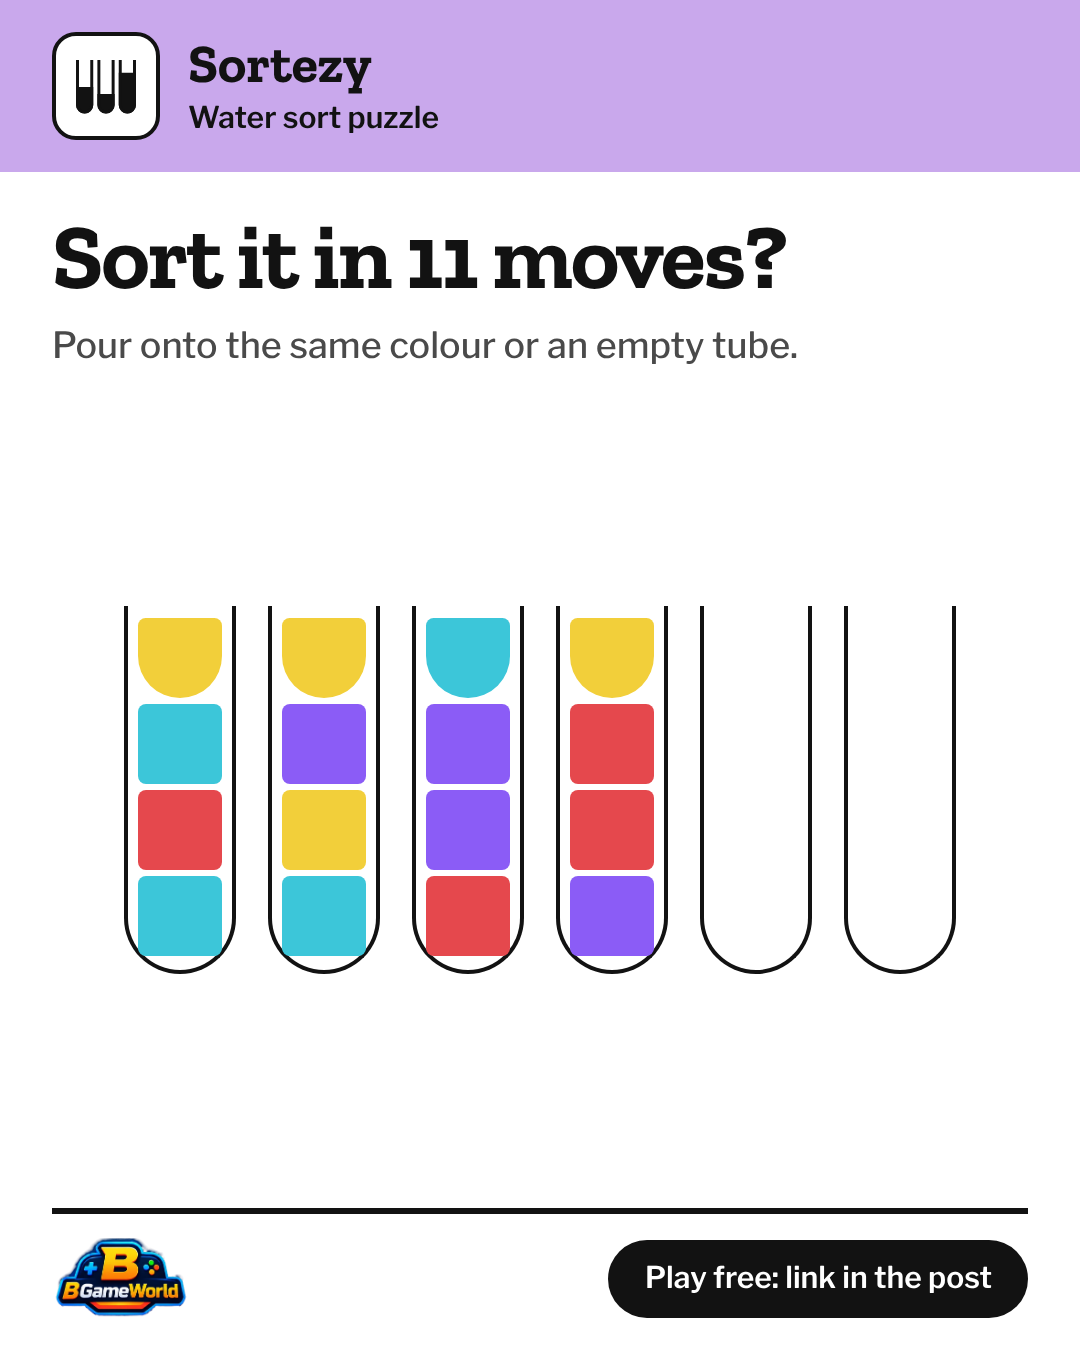 Sortezy
Water sort puzzle
Sort it in 11 moves?
Pour onto the same colour or an empty tube.
B
BGameWorld
Play free: link in the post